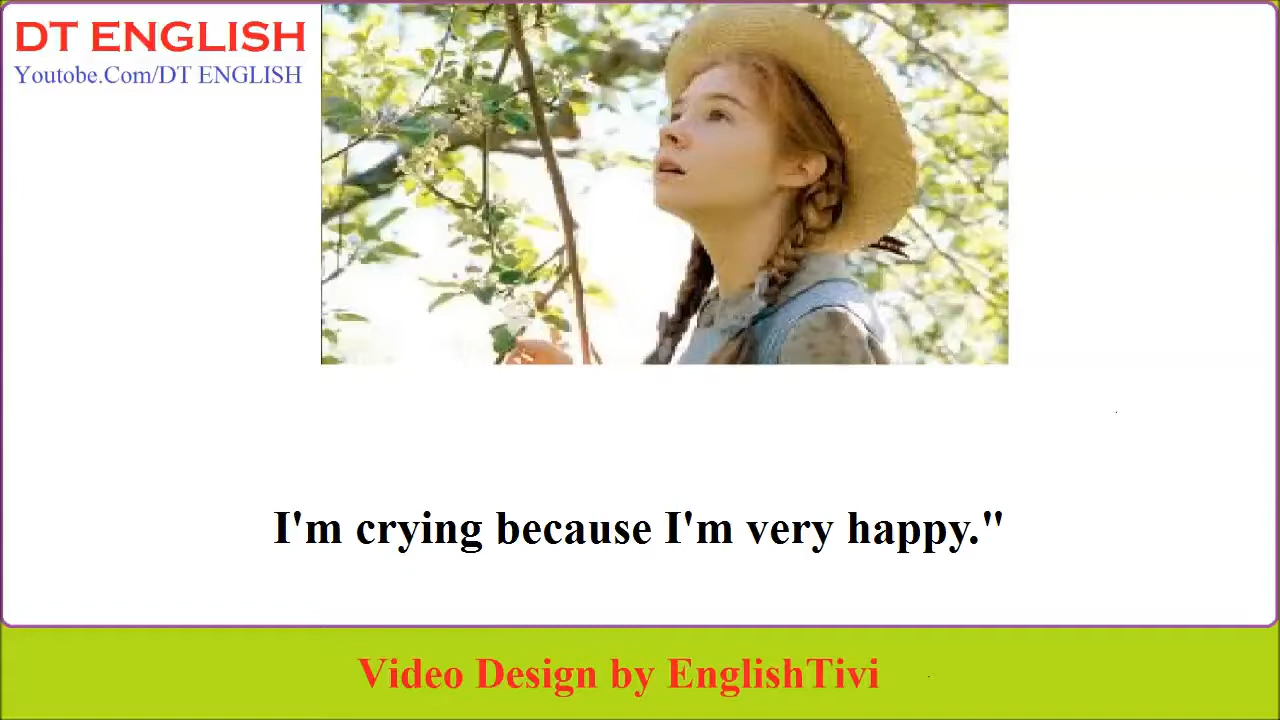 DT ENGLISH
Youtobe.Com/DT ENGLISH
I'm crying because I'm very happy."
Video Design by EnglishTivi